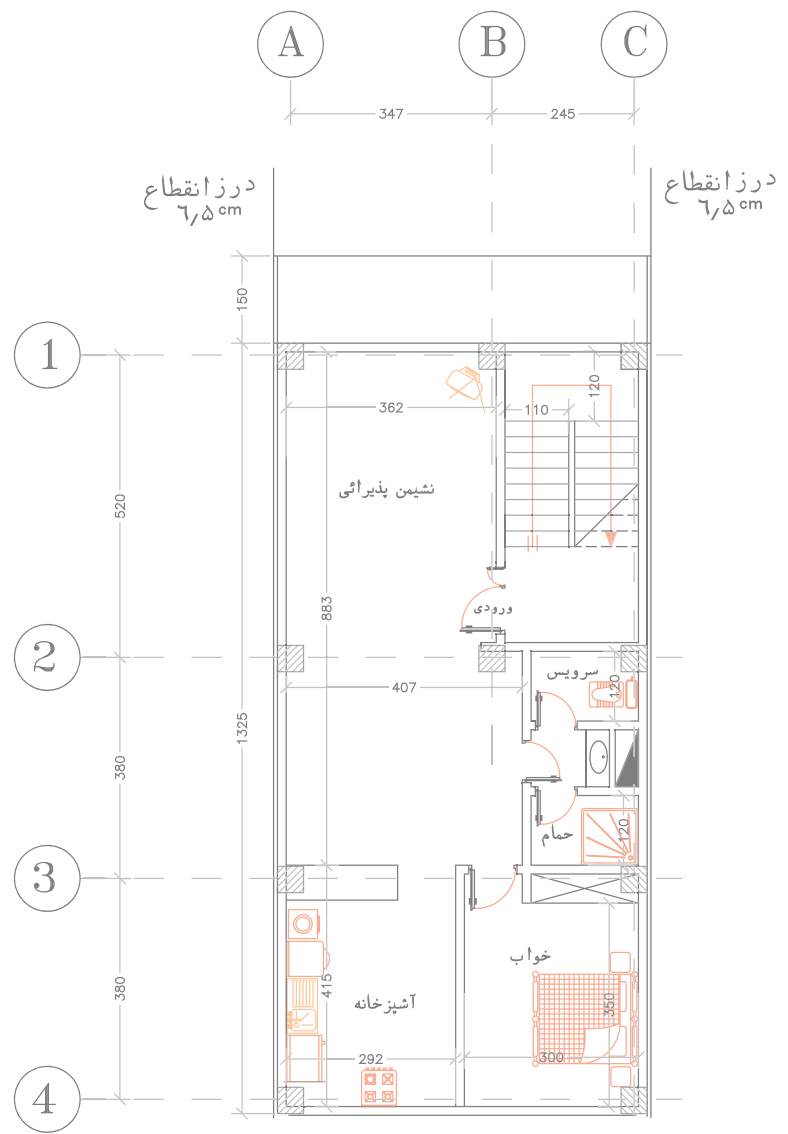 A B C
347 245
درز انقطاع
۶٫۵ cm
درز انقطاع
۶٫۵ cm
150
1
120
362
110
نشیمن پذیرائی
520
883
ورودی
2
سرویس
120
407
1325
380
120
حمام
3
خواب
415
آشپزخانه
350
380
292
300
4